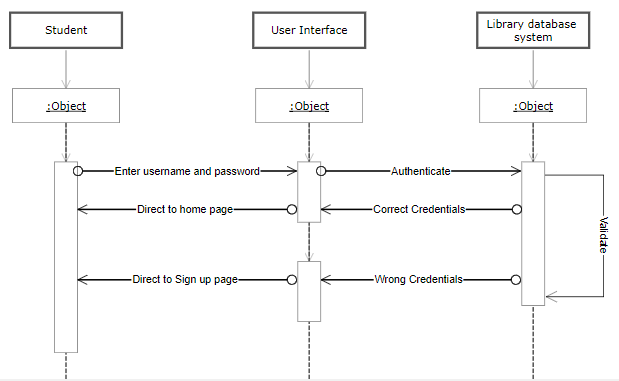 Student
User Interface
Library database
system
:Object
:Object
:Object
Enter username and password
Authenticate
Direct to home page
Correct Credentials
Validate
Direct to Sign up page
Wrong Credentials